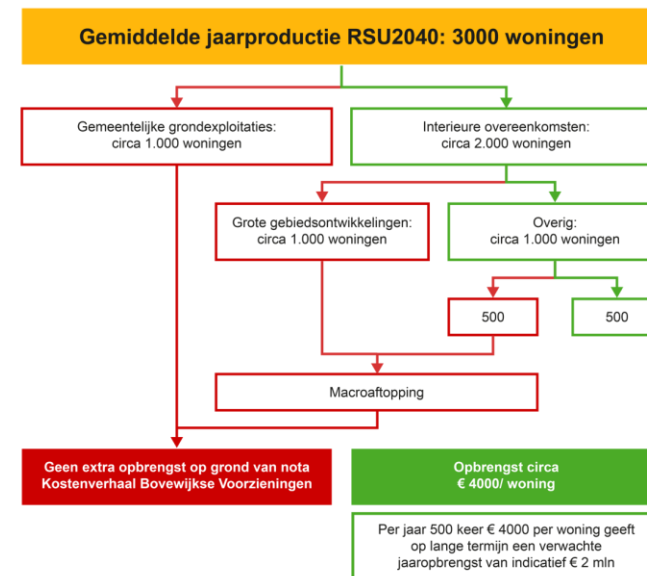 Gemiddelde jaarproductie RSU2040: 3000 woningen
Gemeentelijke grondexploitaties:
circa 1.000 woningen
Interieure overeenkomsten:
circa 2.000 woningen
Grote gebiedsontwikkelingen:
circa 1.000 woningen
Overig:
circa 1.000 woningen
500
500
Macroaftopping
Geen extra opbrengst op grond van nota
Kostenverhaal Bovewijkse Voorzieningen
Opbrengst circa
€ 4000/ woning
Per jaar 500 keer € 4000 per woning geeft
op lange termijn een verwachte
jaaropbrengst van indicatief € 2 mln